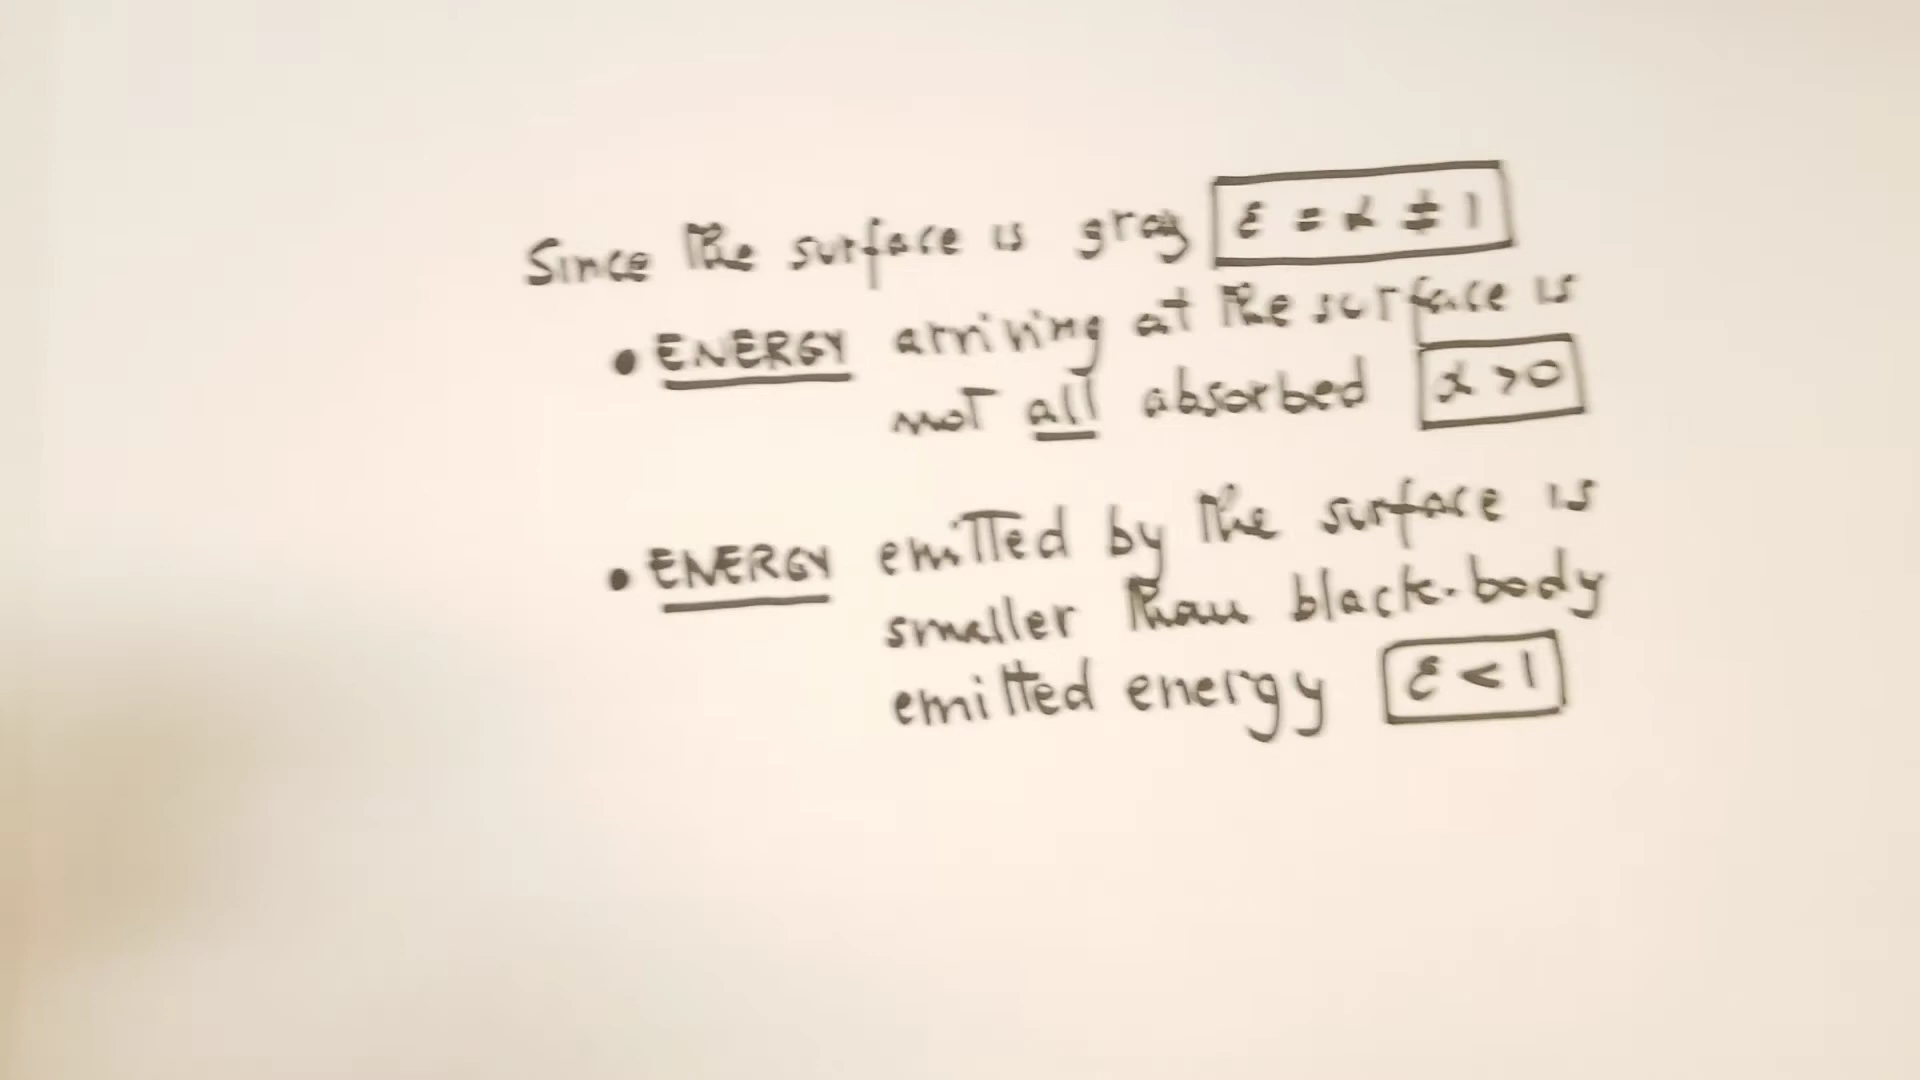 Since the surface is gray ε = α ≠ 1
• ENERGY arriving at the surface is
not all absorbed α > 0
• ENERGY emitted by the surface is
smaller than black-body
emitted energy ε < 1